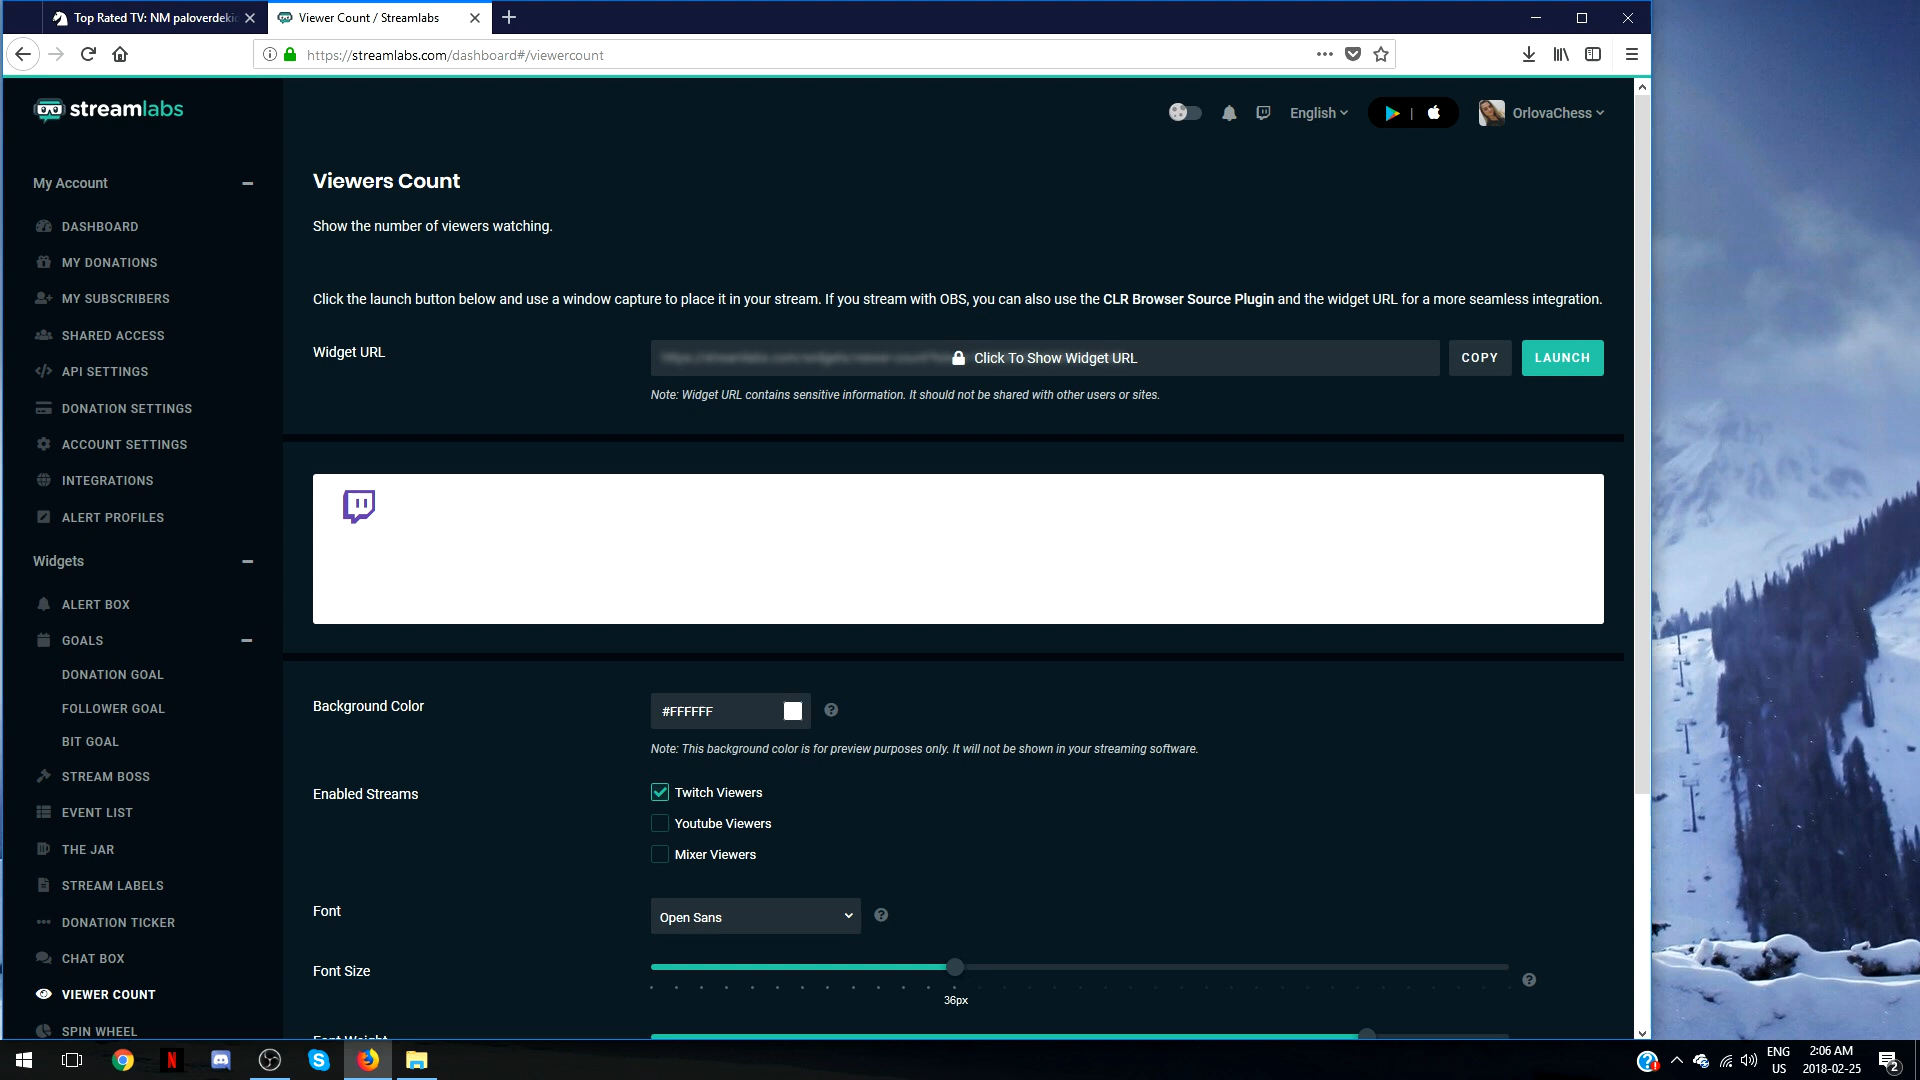 Top Rated TV: NM paloverdekid
Viewer Count / Streamlabs
https://streamlabs.com/dashboard#/viewercount
streamlabs
English
OrlovaChess
My Account
DASHBOARD
MY DONATIONS
MY SUBSCRIBERS
SHARED ACCESS
API SETTINGS
DONATION SETTINGS
ACCOUNT SETTINGS
INTEGRATIONS
ALERT PROFILES
Widgets
ALERT BOX
GOALS
DONATION GOAL
FOLLOWER GOAL
BIT GOAL
STREAM BOSS
EVENT LIST
THE JAR
STREAM LABELS
DONATION TICKER
CHAT BOX
VIEWER COUNT
SPIN WHEEL
Viewers Count
Show the number of viewers watching.
Click the launch button below and use a window capture to place it in your stream. If you stream with OBS, you can also use the CLR Browser Source Plugin and the widget URL for a more seamless integration.
Widget URL
Click To Show Widget URL
COPY
LAUNCH
Note: Widget URL contains sensitive information. It should not be shared with other users or sites.
Background Color
#FFFFFF
Note: This background color is for preview purposes only. It will not be shown in your streaming software.
Enabled Streams
Twitch Viewers
Youtube Viewers
Mixer Viewers
Font
Open Sans
Font Size
36px
Font Weight
ENG
US
2:06 AM
2018-02-25
2